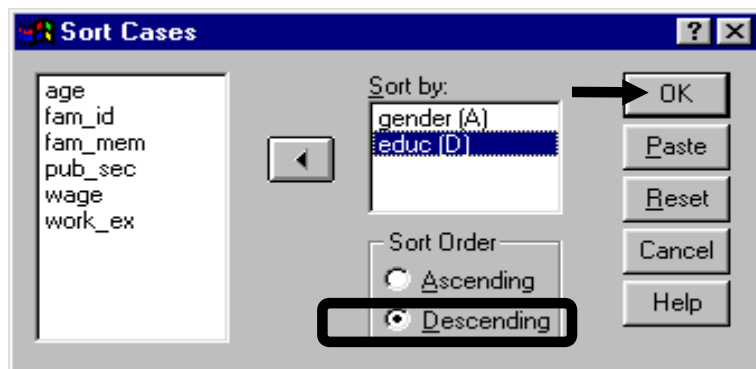 Sort Cases
age
fam_id
fam_mem
pub_sec
wage
work_ex
Sort by:
gender (A)
educ (D)
Sort Order
Ascending
Descending
OK
Paste
Reset
Cancel
Help